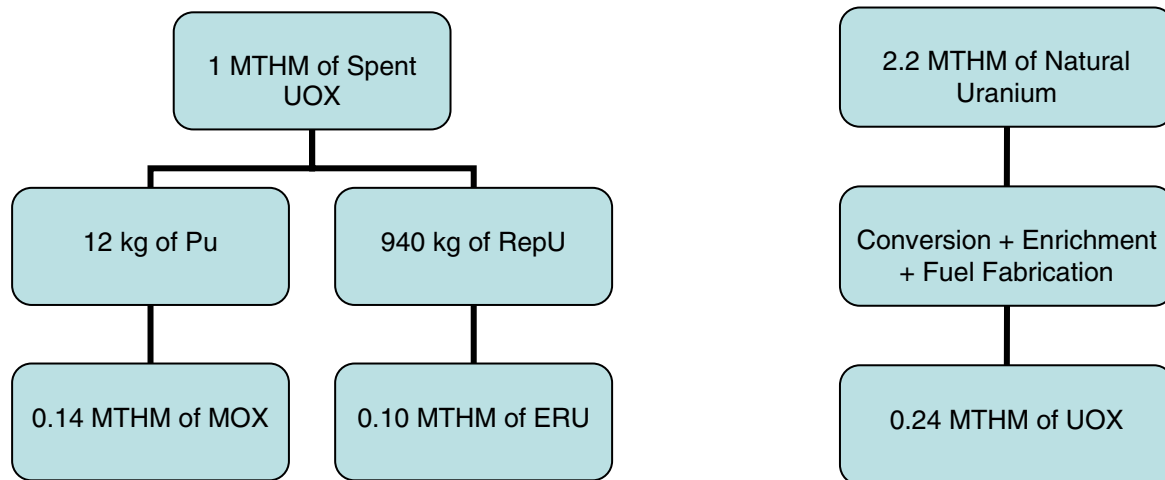 1 MTHM of Spent
UOX
12 kg of Pu
940 kg of RepU
0.14 MTHM of MOX
0.10 MTHM of ERU
2.2 MTHM of Natural
Uranium
Conversion + Enrichment
+ Fuel Fabrication
0.24 MTHM of UOX